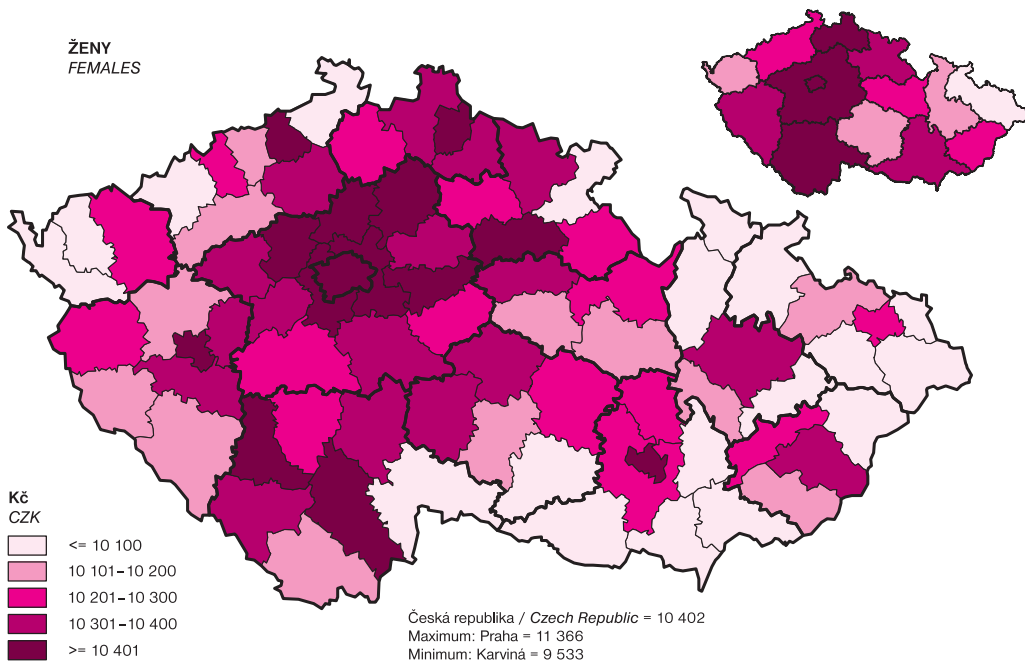 ŽENY
FEMALES
Kč
CZK
<= 10 100
10 101–10 200
10 201–10 300
10 301–10 400
>= 10 401
Česká republika / Czech Republic = 10 402
Maximum: Praha = 11 366
Minimum: Karviná = 9 533